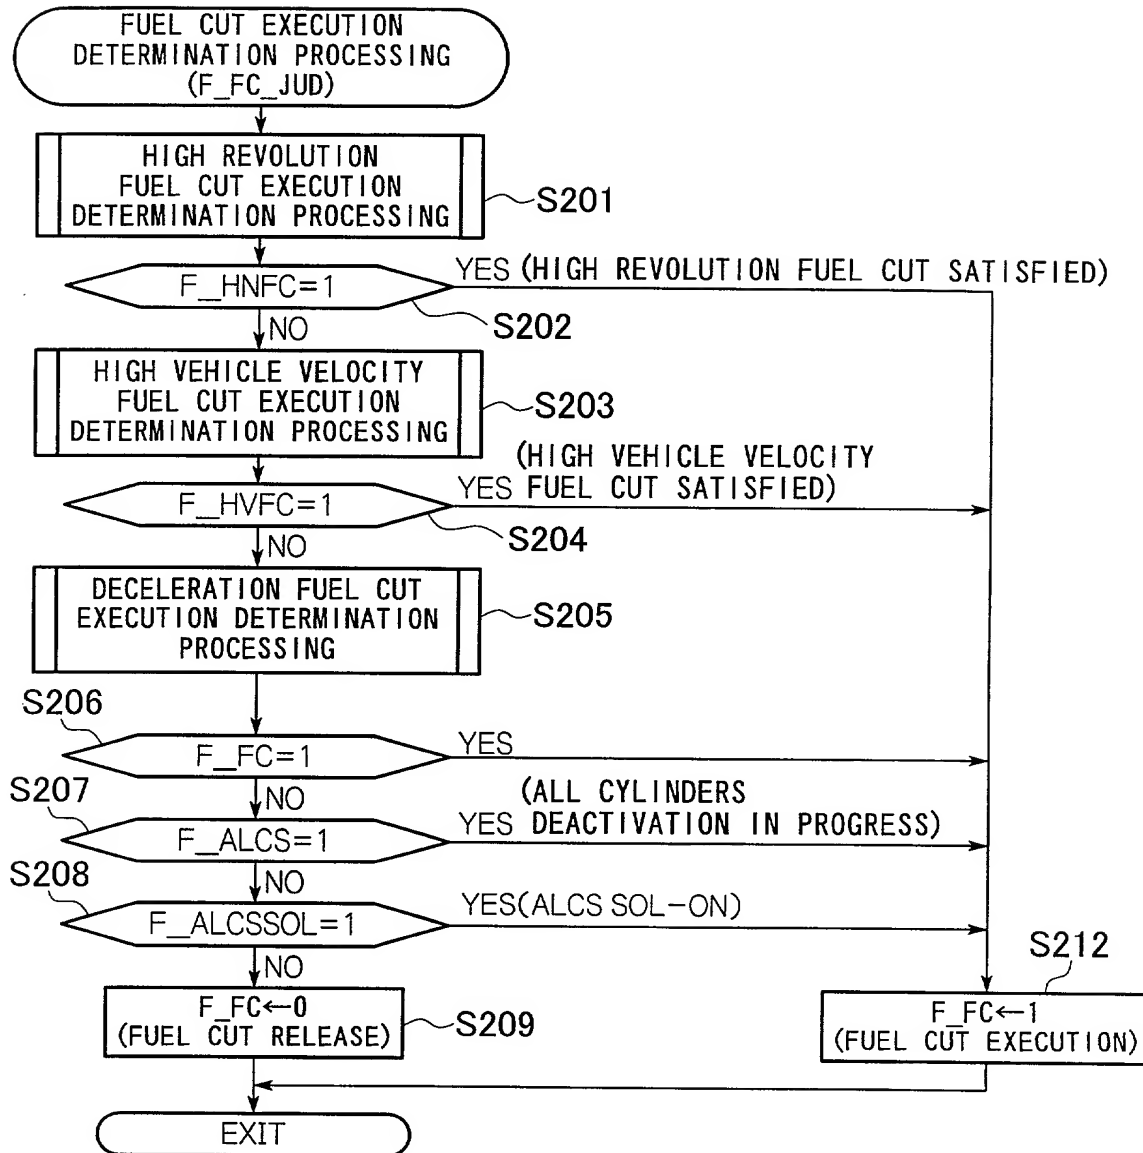 FUEL CUT EXECUTION
DETERMINATION PROCESSING
(F_FC_JUD)
HIGH REVOLUTION
FUEL CUT EXECUTION
DETERMINATION PROCESSING
S201
F_HNFC=1
YES (HIGH REVOLUTION FUEL CUT SATISFIED)
S202
NO
HIGH VEHICLE VELOCITY
FUEL CUT EXECUTION
DETERMINATION PROCESSING
S203
F_HVFC=1
(HIGH VEHICLE VELOCITY
YES FUEL CUT SATISFIED)
S204
NO
DECELERATION FUEL CUT
EXECUTION DETERMINATION
PROCESSING
S205
S206
F_FC=1
YES
NO
S207
F_ALCS=1
(ALL CYLINDERS
YES DEACTIVATION IN PROGRESS)
NO
S208
F_ALCSSOL=1
YES(ALCS SOL-ON)
NO
F_FC←0
(FUEL CUT RELEASE)
S209
S212
F_FC←1
(FUEL CUT EXECUTION)
EXIT